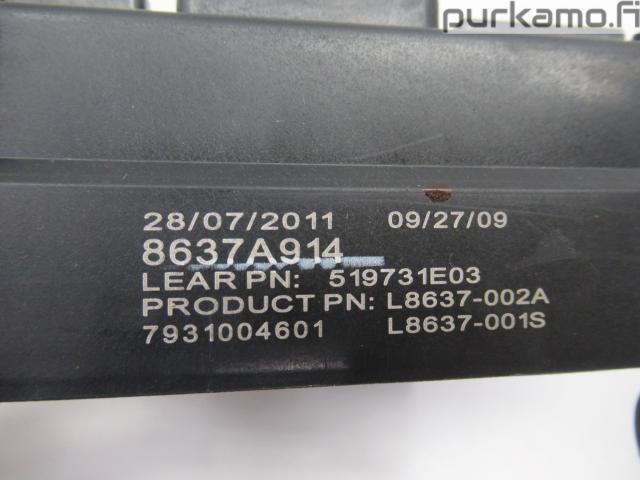 purkamo.fi
28/07/2011 09/27/09
8637A914
LEAR PN: 519731E03
PRODUCT PN: L8637-002A
7931004601 L8637-001S